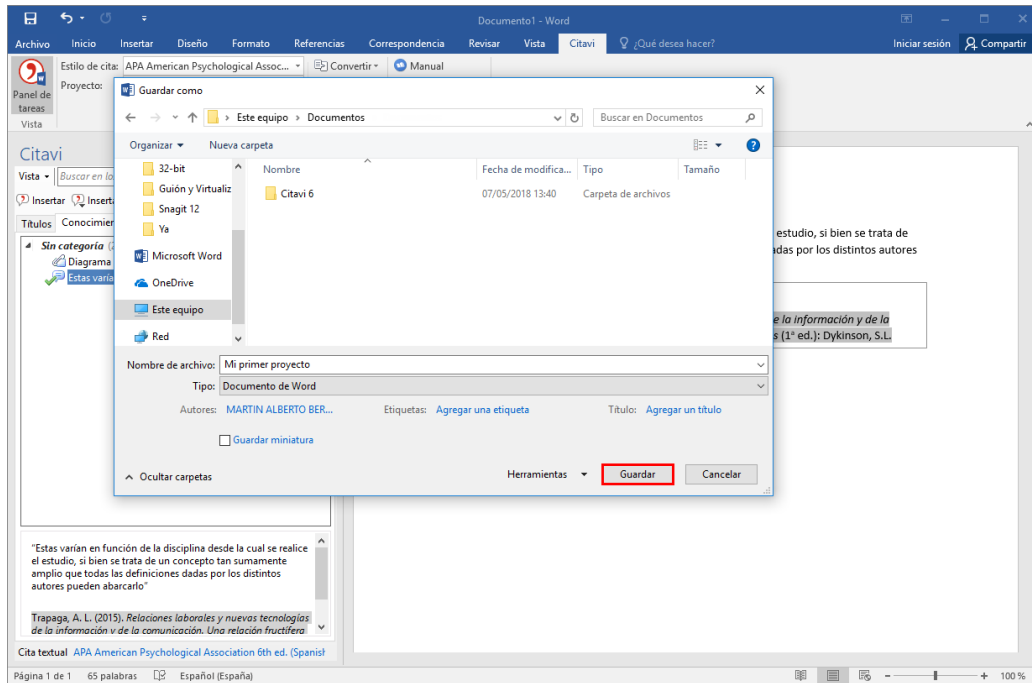 Documento1 - Word
Archivo Inicio Insertar Diseño Formato Referencias Correspondencia Revisar Vista Citavi ¿Qué desea hacer? Iniciar sesión Compartir
Panel de tareas
Vista
Estilo de cita: APA American Psychological Assoc... Convertir Manual
Proyecto:
Guardar como
Este equipo > Documentos
Buscar en Documentos
Organizar Nueva carpeta
32-bit
Guión y Virtualiz
Snagit 12
Ya
Microsoft Word
OneDrive
Este equipo
Red
Nombre Fecha de modifica... Tipo Tamaño
Citavi 6 07/05/2018 13:40 Carpeta de archivos
Nombre de archivo: Mi primer proyecto
Tipo: Documento de Word
Autores: MARTIN ALBERTO BER... Etiquetas: Agregar una etiqueta Título: Agregar un título
Guardar miniatura
Ocultar carpetas Herramientas Guardar Cancelar
Citavi
Vista Buscar en lo
Insertar Insert
Títulos Conocimier
Sin categoría
Diagrama
Estas varía
estudio, si bien se trata de
adas por los distintos autores
e la información y de la
s (1ª ed.): Dykinson, S.L.
"Estas varían en función de la disciplina desde la cual se realice
el estudio, si bien se trata de un concepto tan sumamente
amplio que todas las definiciones dadas por los distintos
autores pueden abarcarlo"
Trapaga, A. L. (2015). Relaciones laborales y nuevas tecnologías
de la información y de la comunicación. Una relación fructífera
Cita textual APA American Psychological Association 6th ed. (Spanish
Página 1 de 1 65 palabras Español (España) 100 %